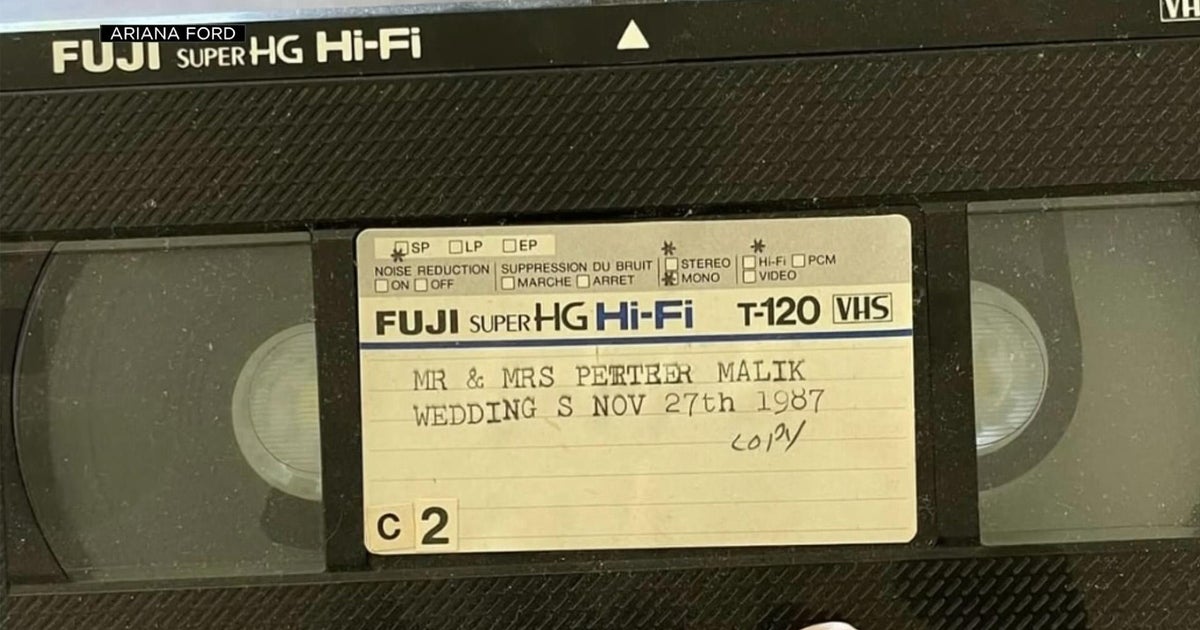 ARIANA FORD
FUJI SUPER HG Hi-Fi
VH
SP LP EP
NOISE REDUCTION SUPPRESSION DU BRUIT STEREO Hi-Fi PCM
ON OFF MARCHE ARRET MONO VIDEO
FUJI SUPER HG Hi-Fi T-120 VHS
MR & MRS MALIK
WEDDING S NOV 27th 1987
COPY
C 2